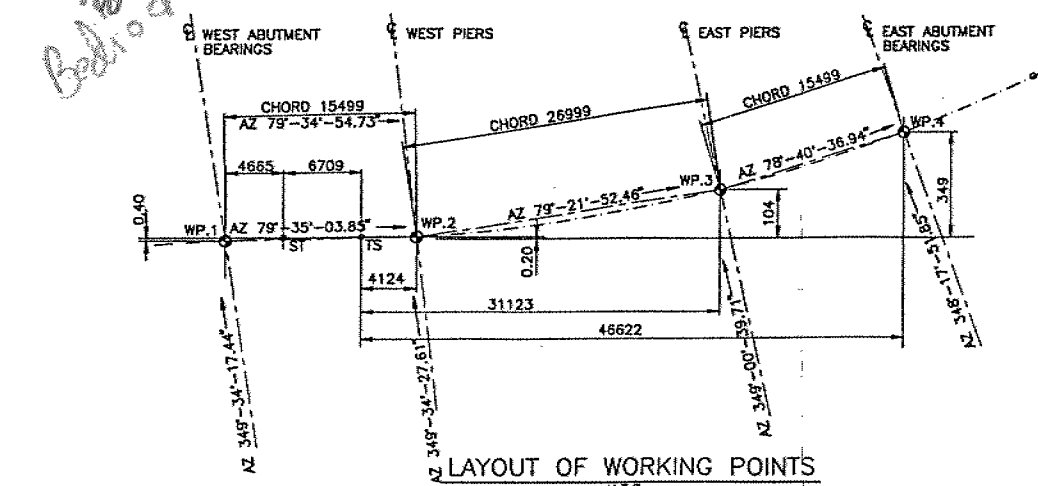 ℄ WEST ABUTMENT
BEARINGS
℄ WEST PIERS
℄ EAST PIERS
℄ EAST ABUTMENT
BEARINGS
CHORD 15499
AZ 79°-34'-54.73"
CHORD 26999
CHORD 15499
4665
6709
0.40
WP.1
AZ 79°-35'-03.85"
ST
TS
WP.2
AZ 79°-21'-52.46"
WP.3
AZ 78°-40'-36.94"
WP.4
104
349
0.20
4124
31123
46622
AZ 349°-34'-17.44"
AZ 349°-34'-27.61"
AZ 349°-00'-39.71"
AZ 348°-17'-51.85"
LAYOUT OF WORKING POINTS